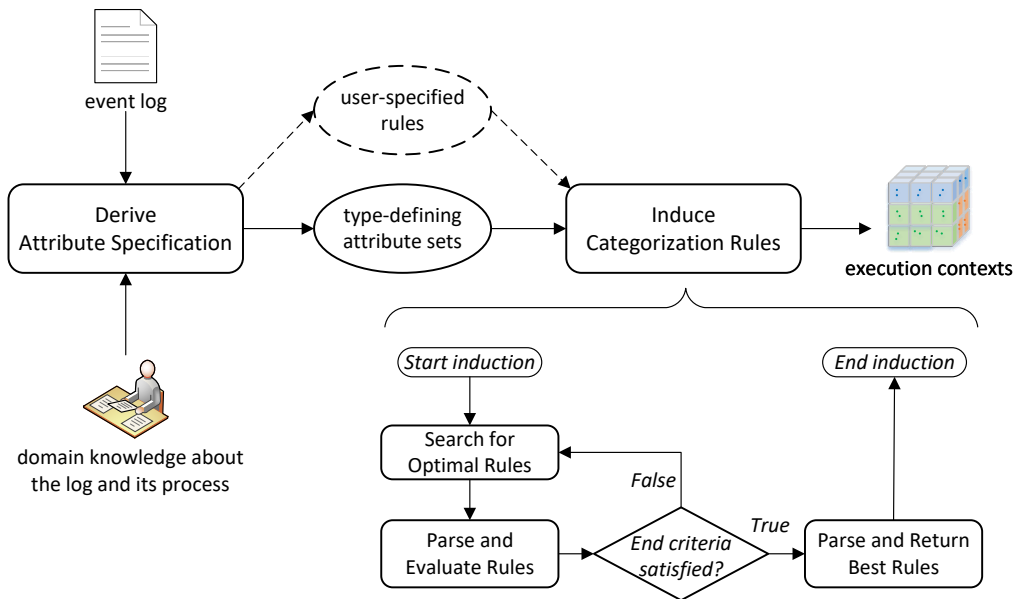 event log
user-specified
rules
Derive
Attribute Specification
type-defining
attribute sets
Induce
Categorization Rules
execution contexts
domain knowledge about
the log and its process
Start induction
End induction
Search for
Optimal Rules
False
Parse and
Evaluate Rules
End criteria
satisfied?
True
Parse and Return
Best Rules